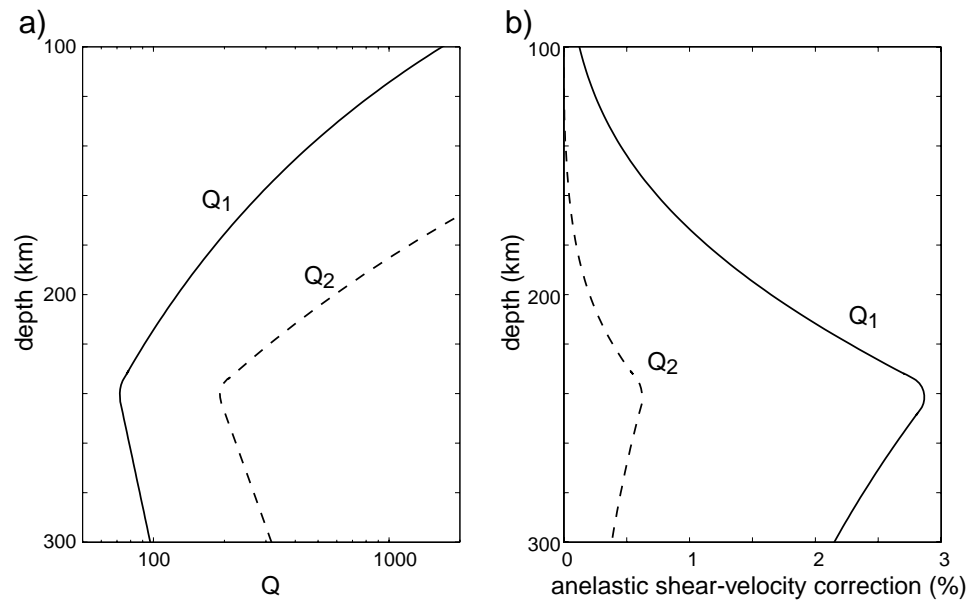 a)
100
200
300
depth (km)
Q1
Q2
100
1000
Q
b)
100
200
300
depth (km)
Q1
Q2
0
1
2
3
anelastic shear-velocity correction (%)